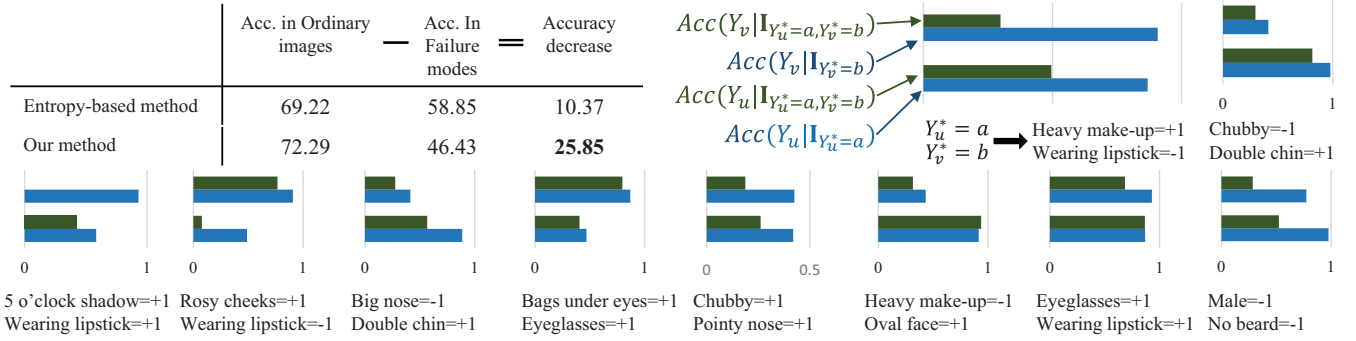 Acc. in Ordinary images — Acc. In Failure modes = Accuracy decrease
Entropy-based method 69.22 58.85 10.37
Our method 72.29 46.43 25.85
Acc(Y_v|I_{Y_u^*=a,Y_v^*=b})
Acc(Y_v|I_{Y_v^*=b})
Acc(Y_u|I_{Y_u^*=a,Y_v^*=b})
Acc(Y_u|I_{Y_u^*=a})
Y_u^* = a
Y_v^* = b
Heavy make-up=+1
Wearing lipstick=-1
0 1
Chubby=-1
Double chin=+1
0 1
5 o’clock shadow=+1
Wearing lipstick=+1
0 1
Rosy cheeks=+1
Wearing lipstick=-1
0 1
Big nose=-1
Double chin=+1
0 1
Bags under eyes=+1
Eyeglasses=+1
0 0.5
Chubby=+1
Pointy nose=+1
0 1
Heavy make-up=-1
Oval face=+1
0 1
Eyeglasses=+1
Wearing lipstick=+1
0 1
Male=-1
No beard=-1